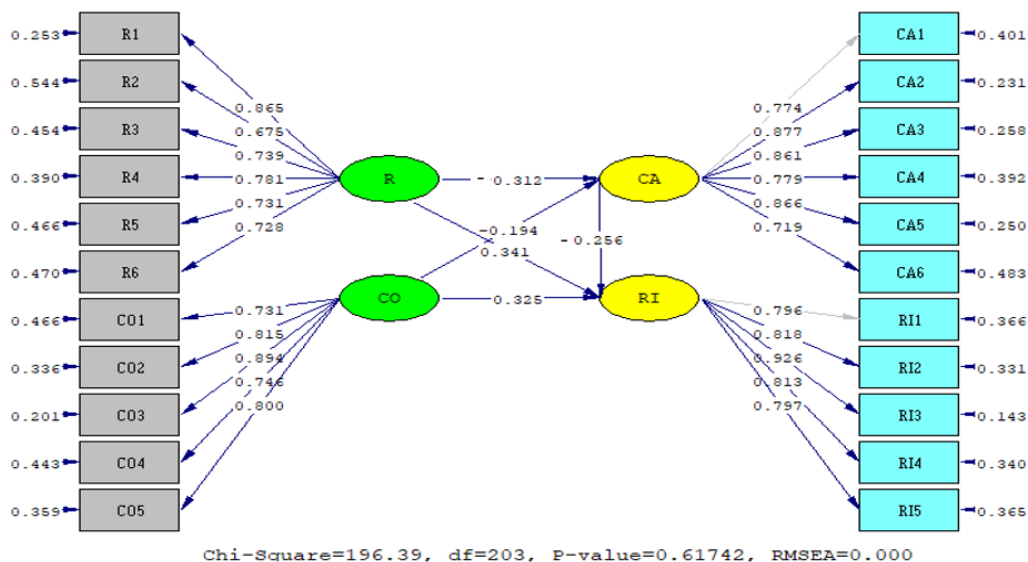 0.253 R1 CA1 0.401
0.544 R2 CA2 0.231
0.865 0.774
0.454 R3 0.675 0.877 CA3 0.258
0.739 0.861
0.390 R4 0.781 R -0.312 CA 0.779 CA4 0.392
0.731 0.866
0.466 R5 0.728 -0.194 0.719 CA5 0.250
0.341 -0.256
0.470 R6 CA6 0.483
CO 0.325 RI
0.466 CO1 0.731 0.796 RI1 0.366
0.815 0.818
0.336 CO2 0.894 0.926 RI2 0.331
0.746 0.813
0.201 CO3 0.800 0.797 RI3 0.143
0.443 CO4 RI4 0.340
0.359 CO5 RI5 0.365
Chi-Square=196.39, df=203, P-value=0.61742, RMSEA=0.000